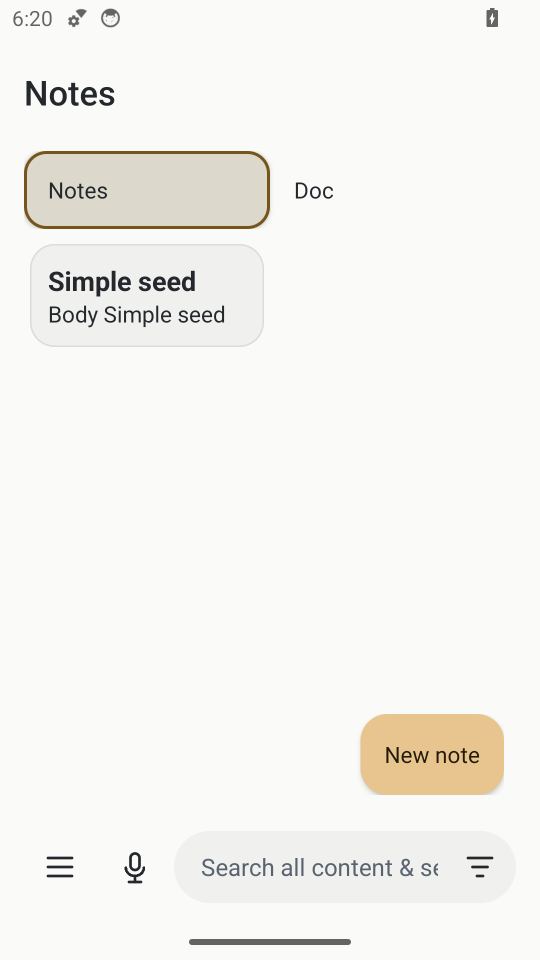 6:20
Notes
Notes
Doc
Simple seed
Body Simple seed
New note
Search all content & se